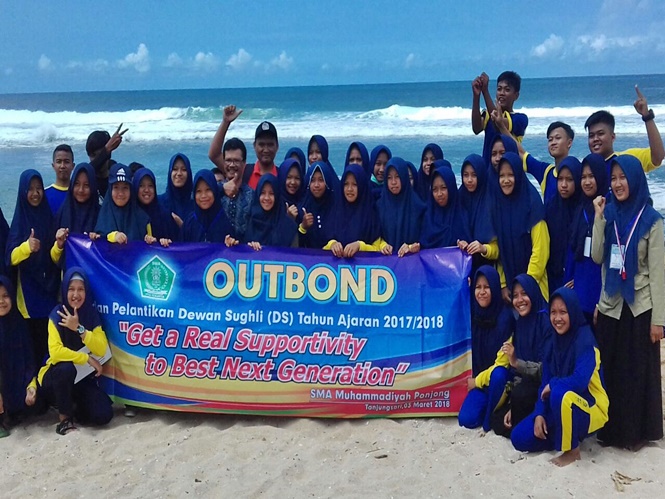 OUTBOND
an Pelantikan Dewan Sughli (DS) Tahun Ajaran 2017/2018
"Get a Real Supportivity
to Best Next Generation"
SMA Muhammadiyah Ponjong
Tanjungsari,03 Maret 2018